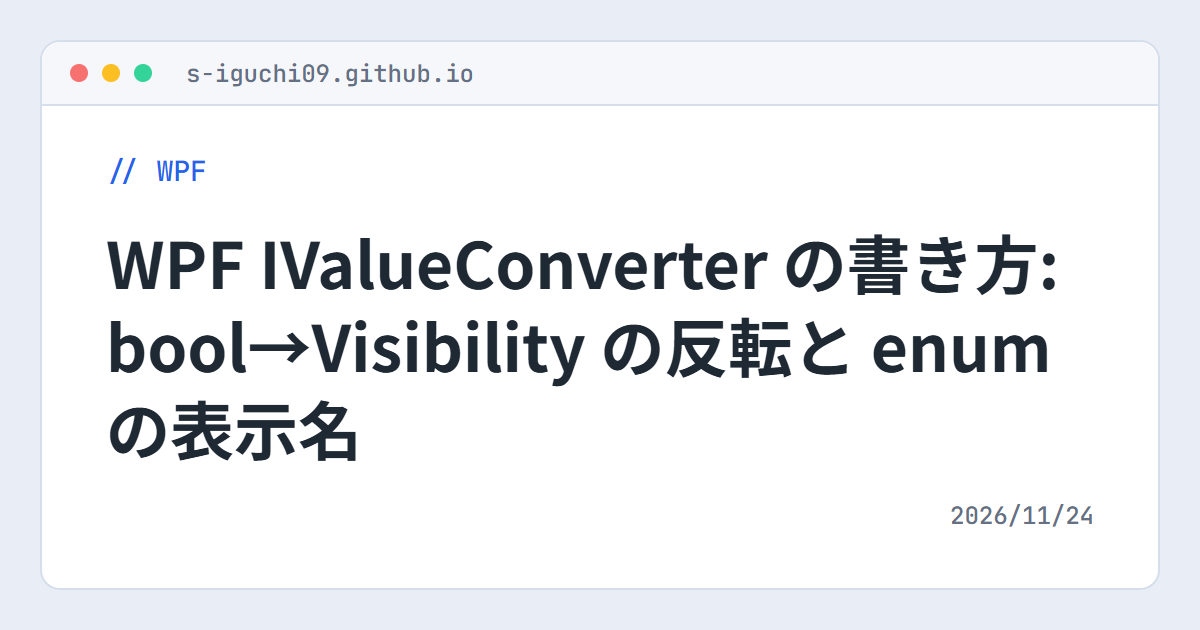 s-iguchi09.github.io
// WPF
WPF IValueConverter の書き方:
bool→Visibility の反転と enum
の表示名
2026/11/24